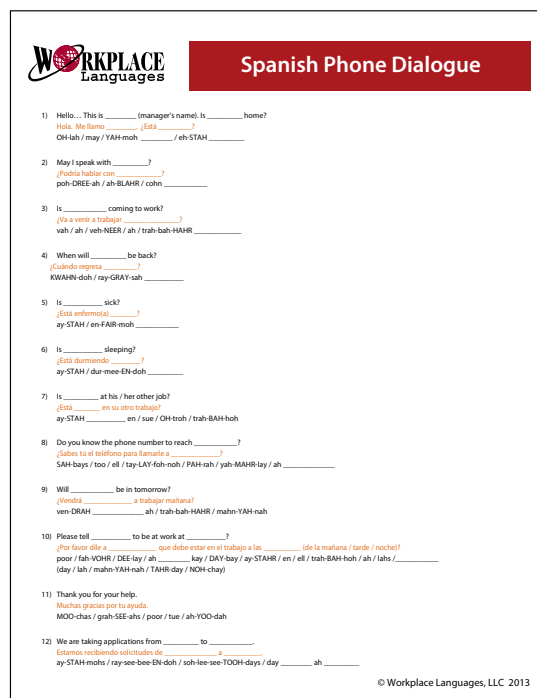 WORKPLACE
Languages
Spanish Phone Dialogue
1) Hello… This is ________ (manager's name). Is _________ home?
Hola. Me llamo ________. ¿Está _________?
OH-lah / may / YAH-moh ________ / eh-STAH _________
2) May I speak with _________?
¿Podría hablar con ____________?
poh-DREE-ah / ah-BLAHR / cohn ___________
3) Is ___________ coming to work?
¿Va a venir a trabajar ______________?
vah / ah / veh-NEER / ah / trah-bah-HAHR ____________
4) When will _________ be back?
¿Cuándo regresa _________?
KWAHN-doh / ray-GRAY-sah __________
5) Is __________ sick?
¿Está enfermo(a) _______?
ay-STAH / en-FAIR-moh ___________
6) Is __________ sleeping?
¿Está durmiendo ________?
ay-STAH / dur-mee-EN-doh _________
7) Is _________ at his / her other job?
¿Está _______ en su otro trabajo?
ay-STAH __________ en / sue / OH-troh / trah-BAH-hoh
8) Do you know the phone number to reach ___________?
¿Sabes tú el teléfono para llamarle a _____________?
SAH-bays / too / ell / tay-LAY-foh-noh / PAH-rah / yah-MAHR-lay / ah _____________
9) Will ___________ be in tomorrow?
¿Vendrá _____________ a trabajar mañana?
ven-DRAH _____________ ah / trah-bah-HAHR / mahn-YAH-nah
10) Please tell __________ to be at work at __________?
¿Por favor dile a _____________ que debe estar en el trabajo a las __________ (de la mañana / tarde / noche)?
poor / fah-VOHR / DEE-lay / ah ________ kay / DAY-bay / ay-STAHR / en / ell / trah-BAH-hoh / ah / lahs /___________
(day / lah / mahn-YAH-nah / TAHR-day / NOH-chay)
11) Thank you for your help.
Muchas gracias por tu ayuda.
MOO-chas / grah-SEE-ahs / poor / tue / ah-YOO-dah
12) We are taking applications from _________ to ___________.
Estamos recibiendo solicitudes de _____________ a __________.
ay-STAH-mohs / ray-see-bee-EN-doh / soh-lee-see-TOOH-days / day ________ ah _________
© Workplace Languages, LLC 2013